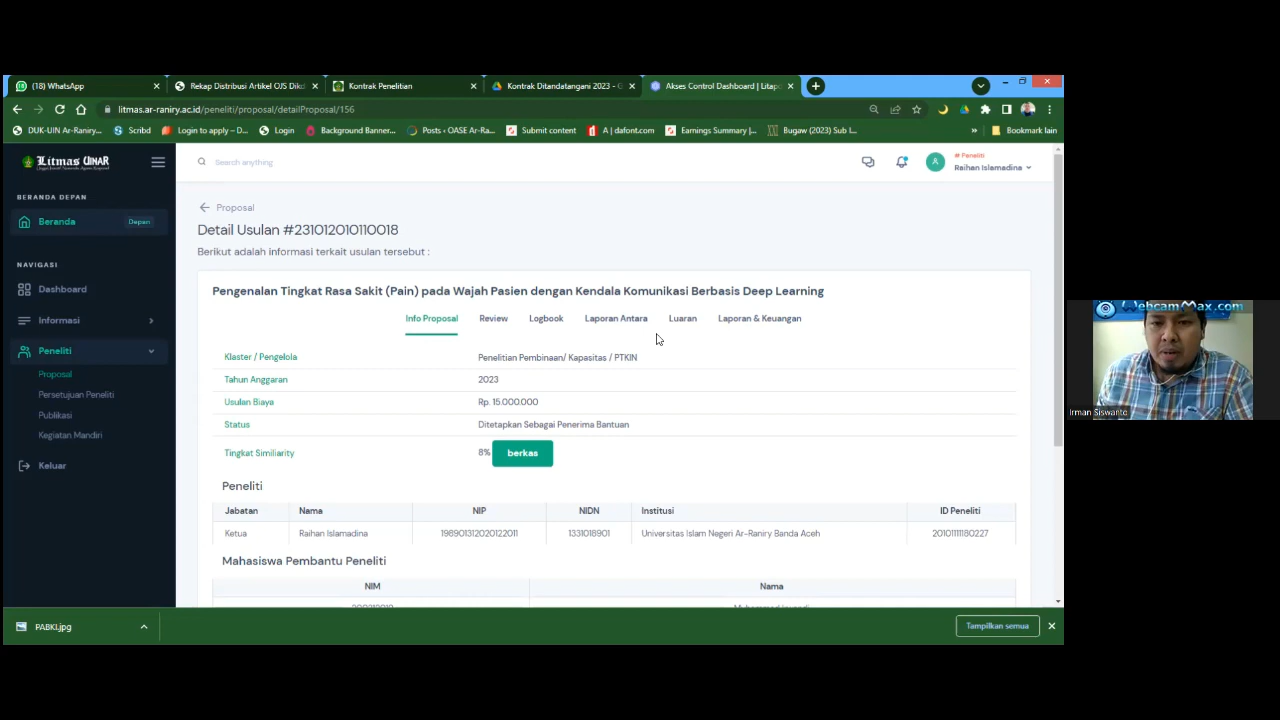 (18) WhatsApp
Rekap Distribusi Artikel OJS Dikd
Kontrak Penelitian
Kontrak Ditandatangani 2023 - G
Akses Control Dashboard | Litapd
litmas.ar-raniry.ac.id/peneliti/proposal/detailProposal/156
DUK-UIN Ar-Raniry...
Scribd
Login to apply – D...
Login
Background Banner...
Posts ‹ OASE Ar-Ra...
Submit content
A | dafont.com
Earnings Summary |...
Bugaw (2023) Sub I...
»
Bookmark lain
Litmas UINAR
Search anything
A
# Peneliti
Raihan Islamadina
BERANDA DEPAN
Beranda
Depan
NAVIGASI
Dashboard
Informasi
Peneliti
Proposal
Persetujuan Peneliti
Publikasi
Kegiatan Mandiri
Keluar
Proposal
Detail Usulan #231012010110018
Berikut adalah informasi terkait usulan tersebut :
Pengenalan Tingkat Rasa Sakit (Pain) pada Wajah Pasien dengan Kendala Komunikasi Berbasis Deep Learning
Info Proposal Review Logbook Laporan Antara Luaran Laporan & Keuangan
Klaster / Pengelola Penelitian Pembinaan/ Kapasitas / PTKIN
Tahun Anggaran 2023
Usulan Biaya Rp. 15.000.000
Status Ditetapkan Sebagai Penerima Bantuan
Tingkat Similiarity 8% berkas
Peneliti
Jabatan Nama NIP NIDN Institusi ID Peneliti
Ketua Raihan Islamadina 198901312020122011 1331018901 Universitas Islam Negeri Ar-Raniry Banda Aceh 20101111180227
Mahasiswa Pembantu Peneliti
NIM Nama
PABKI.jpg
Tampilkan semua
WebcamMax.com
Irman Siswanto